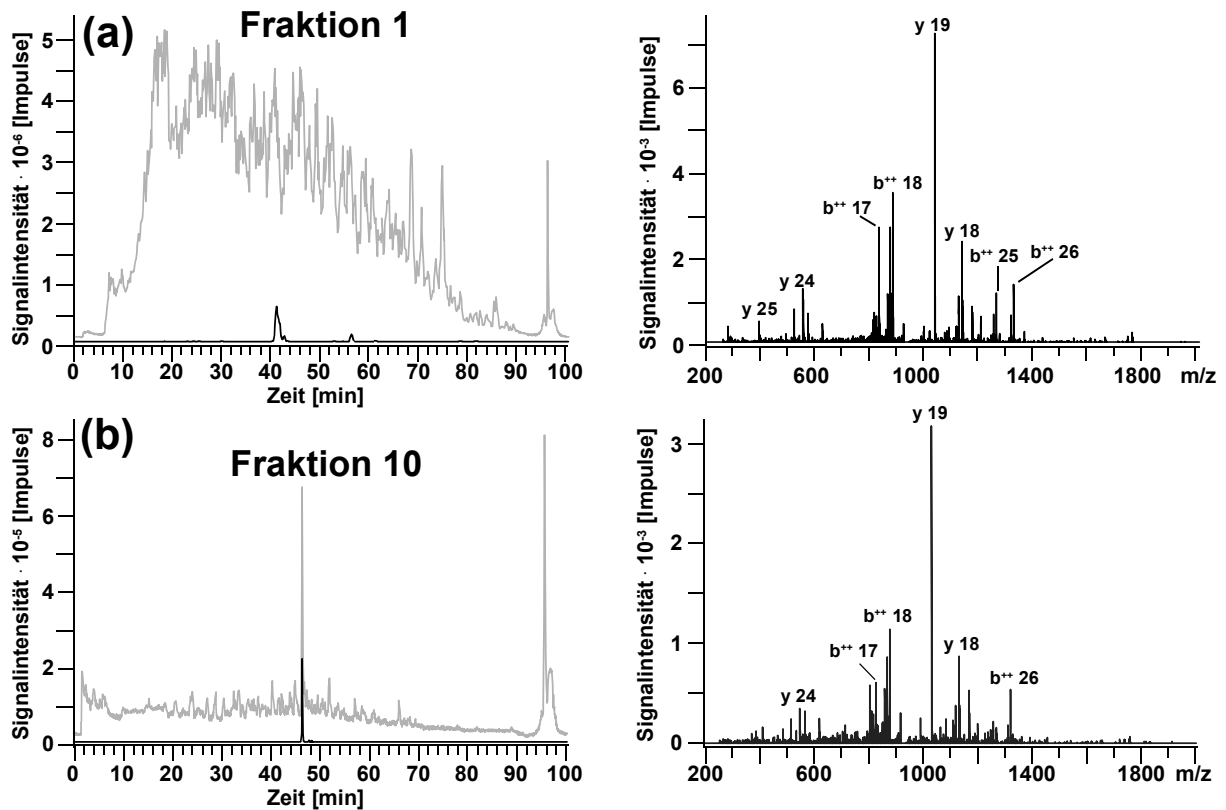 (a)
Fraktion 1
Signalintensität · 10⁻⁶ [Impulse]
5
4
3
2
1
0
0 10 20 30 40 50 60 70 80 90 100
Zeit [min]
Signalintensität · 10⁻³ [Impulse]
6
4
2
0
y 19
b⁺⁺ 18
b⁺⁺ 17
y 18
b⁺⁺ 25
b⁺⁺ 26
y 24
y 25
200 600 1000 1400 1800 m/z
(b)
Fraktion 10
Signalintensität · 10⁻⁵ [Impulse]
8
6
4
2
0
0 10 20 30 40 50 60 70 80 90 100
Zeit [min]
Signalintensität · 10⁻³ [Impulse]
3
2
1
0
y 19
b⁺⁺ 18
b⁺⁺ 17
y 18
b⁺⁺ 26
y 24
200 600 1000 1400 1800 m/z